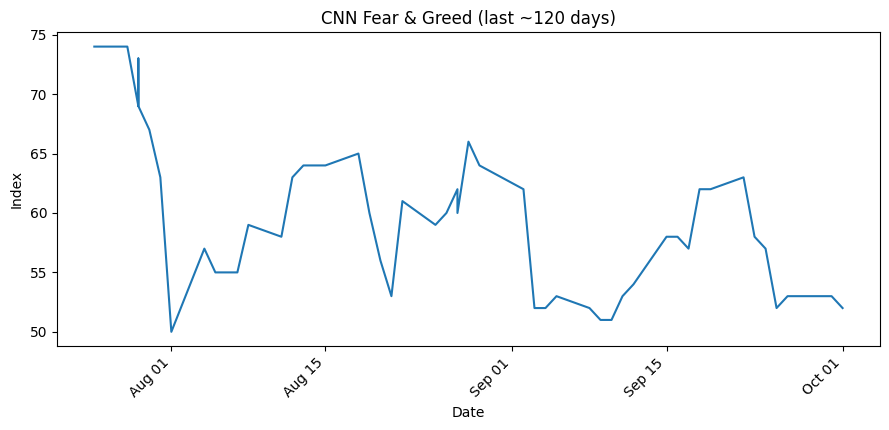 CNN Fear & Greed (last ~120 days)
75
70
65
60
55
50
Index
Aug 01
Aug 15
Sep 01
Sep 15
Oct 01
Date